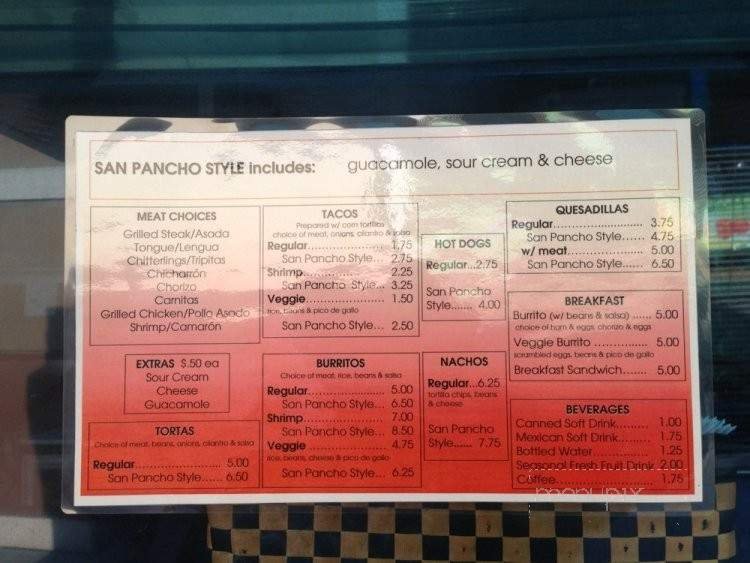 SAN PANCHO STYLE includes: guacamole, sour cream & cheese
MEAT CHOICES
Grilled Steak/Asada
Tongue/Lengua
Chitterlings/Tripitas
Chicharrón
Chorizo
Carnitas
Grilled Chicken/Pollo Asado
Shrimp/Camarón
EXTRAS $.50 ea
Sour Cream
Cheese
Guacamole
TORTAS
Choice of meat, beans, onions, cilantro & salsa
Regular............................ 5.00
San Pancho Style...... 6.50
TACOS
Prepared w/ corn tortillas
choice of meat, onions, cilantro & salsa
Regular...................... 1.75
San Pancho Style... 2.75
Shrimp....................... 2.25
San Pancho Style... 3.25
Veggie...................... 1.50
rice, beans & pico de gallo
San Pancho Style... 2.50
BURRITOS
Choice of meat, rice, beans & salsa
Regular...................... 5.00
San Pancho Style... 6.50
Shrimp....................... 7.00
San Pancho Style... 8.50
Veggie ..................... 4.75
rice, beans, cheese & pico de gallo
San Pancho Style... 6.25
HOT DOGS
Regular...2.75
San Pancho
Style....... 4.00
NACHOS
Regular...6.25
tortilla chips, beans
& cheese
San Pancho
Style...... 7.75
QUESADILLAS
Regular............................ 3.75
San Pancho Style...... 4.75
w/ meat....................... 5.00
San Pancho Style...... 6.50
BREAKFAST
Burrito (w/ beans & salsa) ...... 5.00
choice of ham & eggs, chorizo & eggs
Veggie Burrito ................. 5.00
scrambled eggs, beans & pico de gallo
Breakfast Sandwich....... 5.00
BEVERAGES
Canned Soft Drink......... 1.00
Mexican Soft Drink........ 1.75
Bottled Water................ 1.25
Seasonal Fresh Fruit Drink 2.00
Coffee............................ 1.75
menupix